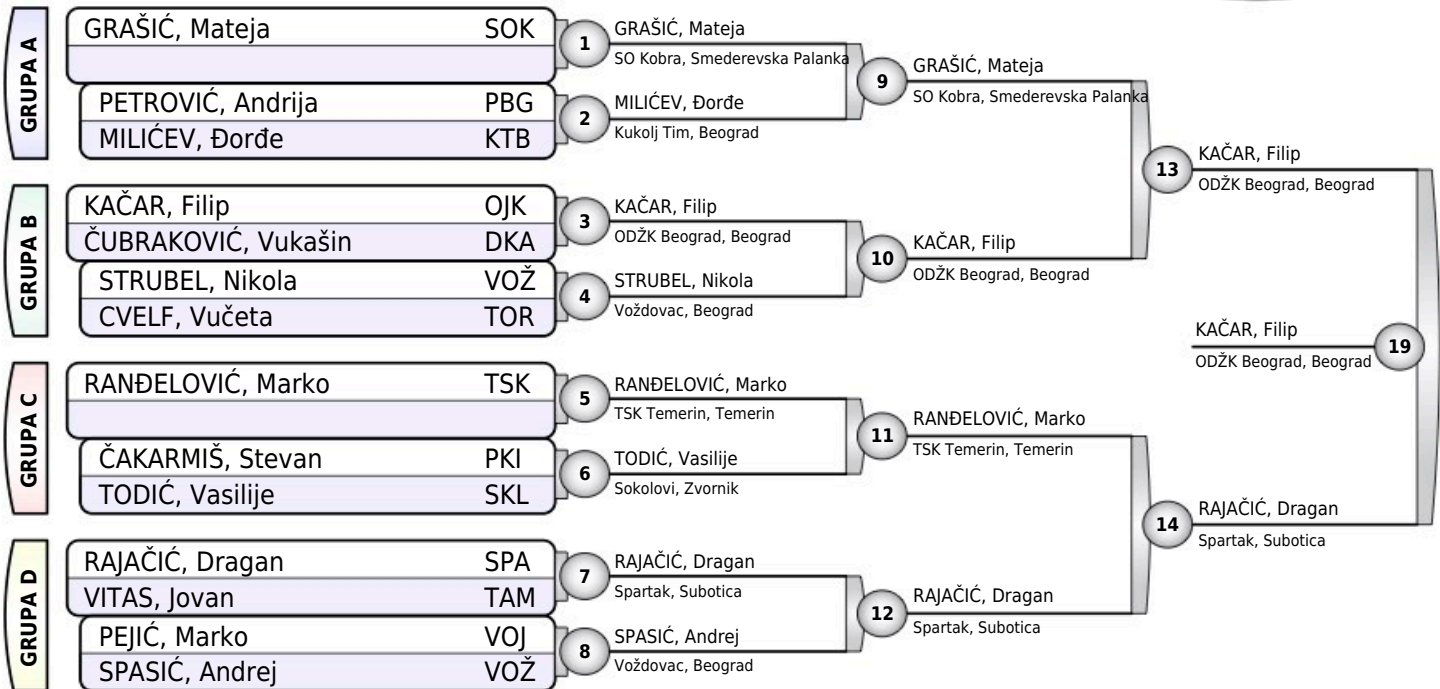 GRUPA A
GRAŠIĆ, Mateja SOK
PETROVIĆ, Andrija PBG
MILIĆEV, Đorđe KTB
GRUPA B
KAČAR, Filip OJK
ČUBRAKOVIĆ, Vukašin DKA
STRUBEL, Nikola VOŽ
CVELF, Vučeta TOR
GRUPA C
RANĐELOVIĆ, Marko TSK
ČAKARMIŠ, Stevan PKI
TODIĆ, Vasilije SKL
GRUPA D
RAJAČIĆ, Dragan SPA
VITAS, Jovan TAM
PEJIĆ, Marko VOJ
SPASIĆ, Andrej VOŽ
1
GRAŠIĆ, Mateja
SO Kobra, Smederevska Palanka
2
MILIĆEV, Đorđe
Kukolj Tim, Beograd
3
KAČAR, Filip
ODŽK Beograd, Beograd
4
STRUBEL, Nikola
Voždovac, Beograd
5
RANĐELOVIĆ, Marko
TSK Temerin, Temerin
6
TODIĆ, Vasilije
Sokolovi, Zvornik
7
RAJAČIĆ, Dragan
Spartak, Subotica
8
SPASIĆ, Andrej
Voždovac, Beograd
9
GRAŠIĆ, Mateja
SO Kobra, Smederevska Palanka
10
KAČAR, Filip
ODŽK Beograd, Beograd
11
RANĐELOVIĆ, Marko
TSK Temerin, Temerin
12
RAJAČIĆ, Dragan
Spartak, Subotica
13
KAČAR, Filip
ODŽK Beograd, Beograd
14
RAJAČIĆ, Dragan
Spartak, Subotica
KAČAR, Filip
ODŽK Beograd, Beograd
19